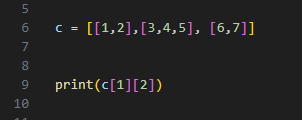 5
6 c = [[1,2],[3,4,5], [6,7]]
7
8
9 print(c[1][2])
10